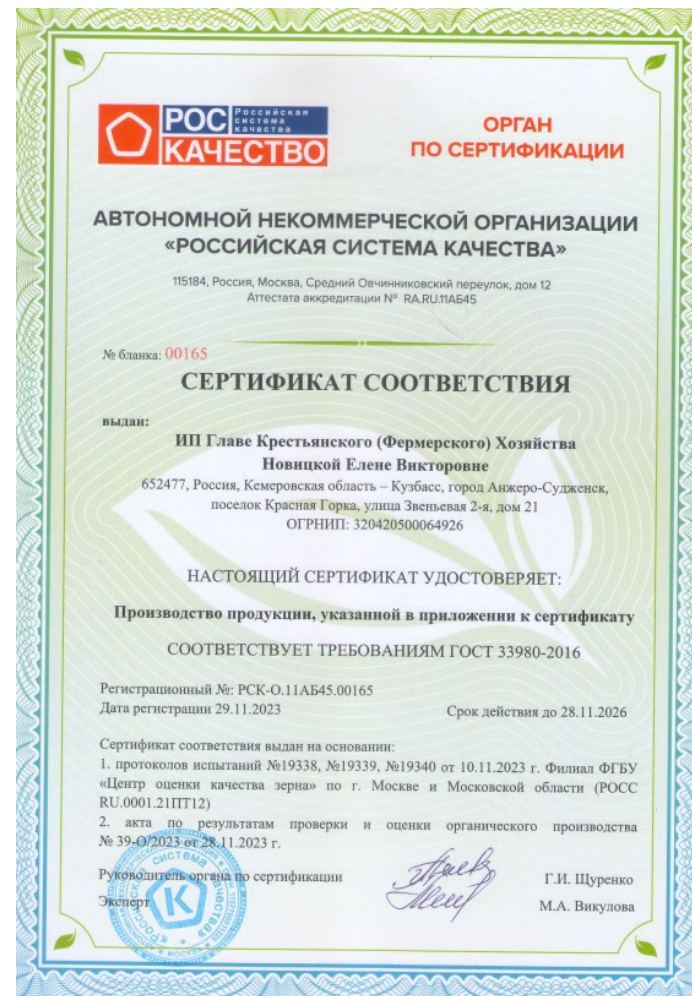 РОС Российская система качества
КАЧЕСТВО
ОРГАН
ПО СЕРТИФИКАЦИИ
АВТОНОМНОЙ НЕКОММЕРЧЕСКОЙ ОРГАНИЗАЦИИ
«РОССИЙСКАЯ СИСТЕМА КАЧЕСТВА»
115184, Россия, Москва, Средний Овчинниковский переулок, дом 12
Аттестата аккредитации № RA.RU.11АБ45
№ бланка: 00165
СЕРТИФИКАТ СООТВЕТСТВИЯ
выдан:
ИП Главе Крестьянского (Фермерского) Хозяйства
Новицкой Елене Викторовне
652477, Россия, Кемеровская область – Кузбасс, город Анжеро-Судженск,
поселок Красная Горка, улица Звеньевая 2-я, дом 21
ОГРНИП: 320420500064926
НАСТОЯЩИЙ СЕРТИФИКАТ УДОСТОВЕРЯЕТ:
Производство продукции, указанной в приложении к сертификату
СООТВЕТСТВУЕТ ТРЕБОВАНИЯМ ГОСТ 33980-2016
Регистрационный №: РСК-О.11АБ45.00165
Дата регистрации 29.11.2023
Срок действия до 28.11.2026
Сертификат соответствия выдан на основании:
1. протоколов испытаний №19338, №19339, №19340 от 10.11.2023 г. Филиал ФГБУ
«Центр оценки качества зерна» по г. Москве и Московской области (РОСС
RU.0001.21ПТ12)
2. акта по результатам проверки и оценки органического производства
№ 39-О/2023 от 28.11.2023 г.
Руководитель органа по сертификации
Г.И. Щуренко
Эксперт
М.А. Викулова
«Российская система качества»
МОСКВА